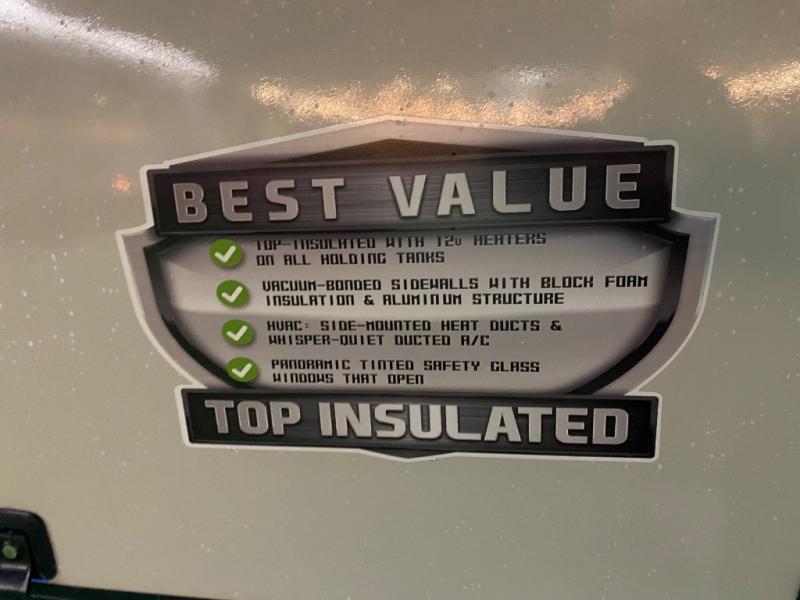 BEST VALUE
TOP-INSULATED WITH 12v HEATERS
ON ALL HOLDING TANKS
VACUUM-BONDED SIDEWALLS WITH BLOCK FOAM
INSULATION & ALUMINUM STRUCTURE
HVAC: SIDE-MOUNTED HEAT DUCTS &
WHISPER-QUIET DUCTED A/C
PANORAMIC TINTED SAFETY GLASS
WINDOWS THAT OPEN
TOP INSULATED